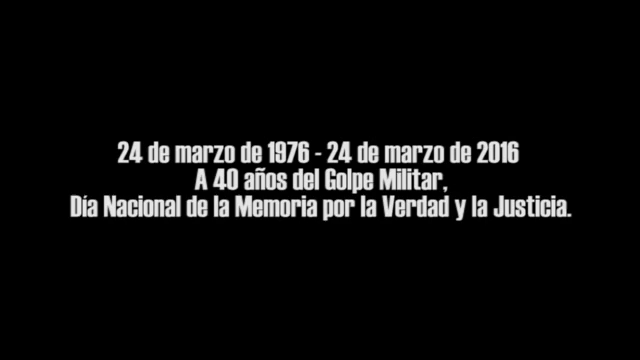 24 de marzo de 1976 - 24 de marzo de 2016
A 40 años del Golpe Militar,
Día Nacional de la Memoria por la Verdad y la Justicia.